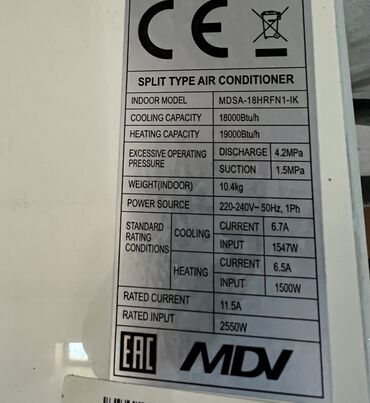 CE
SPLIT TYPE AIR CONDITIONER
INDOOR MODEL MDSA-18HRFN1-IK
COOLING CAPACITY 18000Btu/h
HEATING CAPACITY 19000Btu/h
EXCESSIVE OPERATING PRESSURE DISCHARGE 4.2MPa
SUCTION 1.5MPa
WEIGHT(INDOOR) 10.4kg
POWER SOURCE 220-240V~ 50Hz, 1Ph
STANDARD RATING CONDITIONS COOLING CURRENT 6.7A
INPUT 1547W
HEATING CURRENT 6.5A
INPUT 1500W
RATED CURRENT 11.5A
RATED INPUT 2550W
EAC MDV